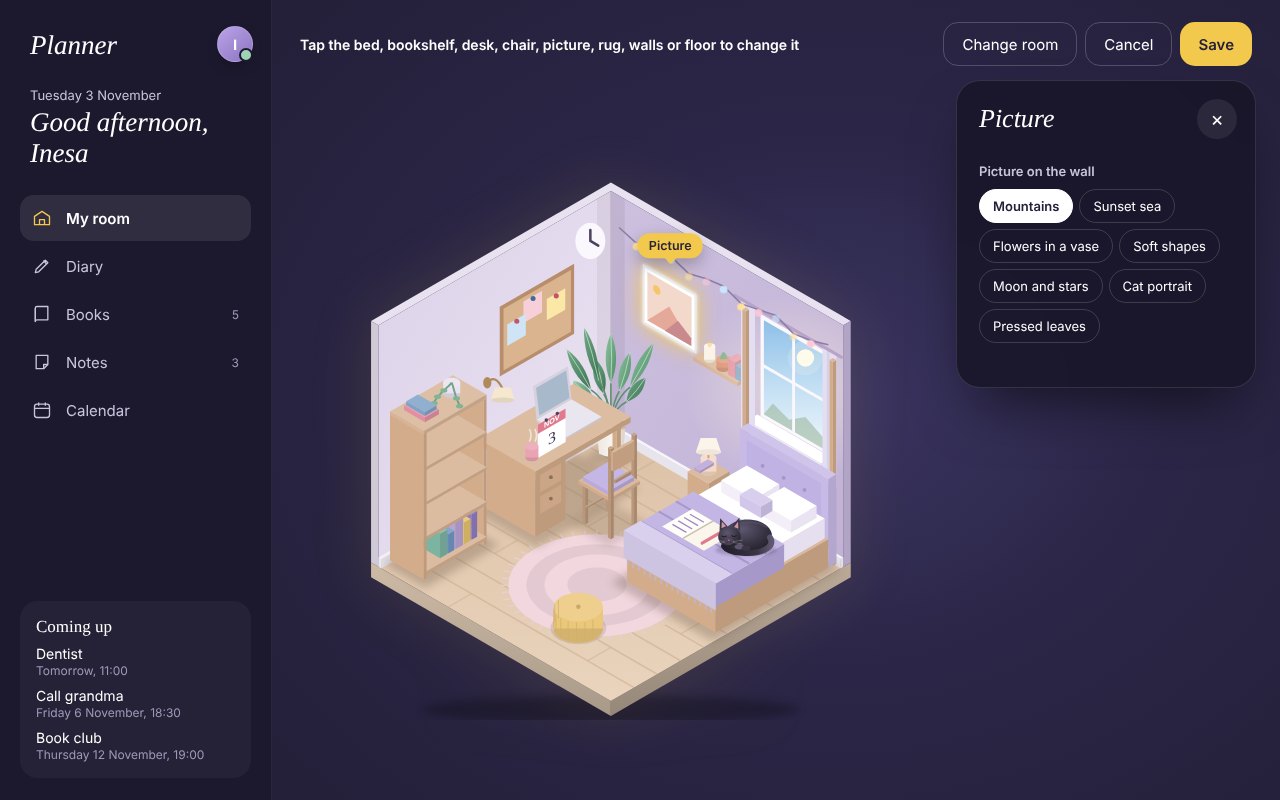 Planner
I
Tuesday 3 November
Good afternoon,
Inesa
My room
Diary
Books 5
Notes 3
Calendar
Coming up
Dentist
Tomorrow, 11:00
Call grandma
Friday 6 November, 18:30
Book club
Thursday 12 November, 19:00
Tap the bed, bookshelf, desk, chair, picture, rug, walls or floor to change it
Change room
Cancel
Save
Picture
NOV
3
Picture
Picture on the wall
Mountains
Sunset sea
Flowers in a vase
Soft shapes
Moon and stars
Cat portrait
Pressed leaves